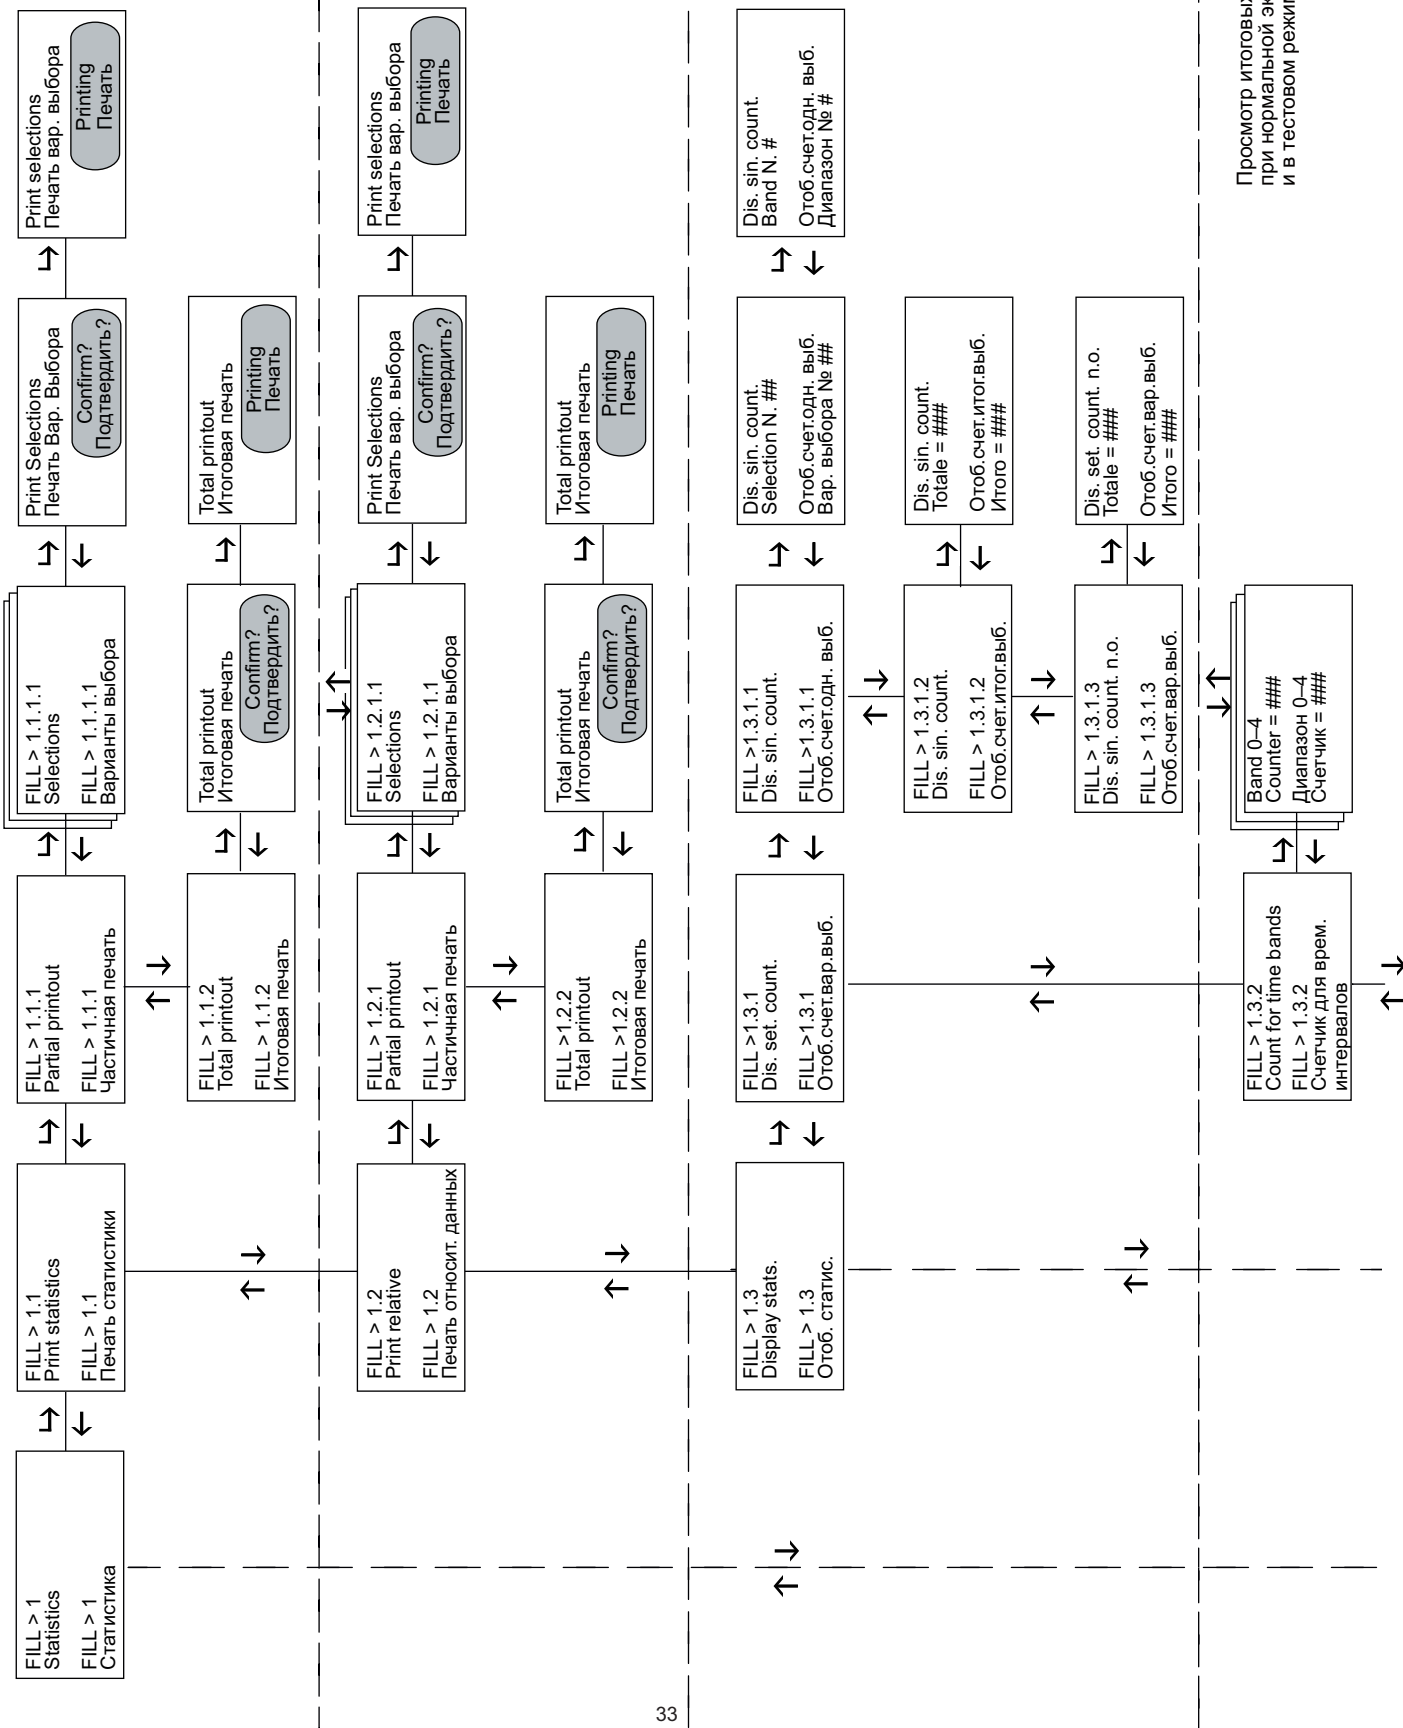 FILL > 1
Statistics
FILL > 1
Статистика
FILL > 1.1
Print statistics
FILL > 1.1
Печать статистики
FILL > 1.1.1
Partial printout
FILL > 1.1.1
Частичная печать
FILL > 1.1.1.1
Selections
FILL > 1.1.1.1
Варианты выбора
Print Selections
Печать Вар. Выбора
Confirm?
Подтвердить?
Print selections
Печать вар. выбора
Printing
Печать
FILL > 1.1.2
Total printout
FILL > 1.1.2
Итоговая печать
Total printout
Итоговая печать
Confirm?
Подтвердить?
Total printout
Итоговая печать
Printing
Печать
FILL > 1.2
Print relative
FILL > 1.2
Печать относит. данных
FILL > 1.2.1
Partial printout
FILL > 1.2.1
Частичная печать
FILL > 1.2.1.1
Selections
FILL > 1.2.1.1
Варианты выбора
Print Selections
Печать вар. выбора
Confirm?
Подтвердить?
Print selections
Печать вар. выбора
Printing
Печать
FILL >1.2.2
Total printout
FILL > 1.2.2
Итоговая печать
Total printout
Итоговая печать
Confirm?
Подтвердить?
Total printout
Итоговая печать
Printing
Печать
FILL > 1.3
Display stats.
FILL > 1.3
Отоб. статис.
FILL >1.3.1
Dis. set. count.
FILL >1.3.1
Отоб.счет.вар.выб.
FILL >1.3.1.1
Dis. sin. count.
FILL >1.3.1.1
Отоб.счет.одн. выб.
Dis. sin. count.
Selection N. ##
Отоб.счет.одн. выб.
Вар. выбора № ##
Dis. sin. count.
Band N. #
Отоб.счет.одн. выб.
Диапазон № #
FILL > 1.3.1.2
Dis. sin. count.
FILL > 1.3.1.2
Отоб.счет.итог.выб.
Dis. sin. count.
Totale = ###
Отоб.счет.итог.выб.
Итого = ###
FILL > 1.3.1.3
Dis. sin. count. n.o.
FILL > 1.3.1.3
Отоб.счет.вар.выб.
Dis. set. count. n.o.
Totale = ###
Отоб.счет.вар.выб.
Итого = ###
FILL > 1.3.2
Count for time bands
FILL > 1.3.2
Счетчик для врем.
интервалов
Band 0–4
Counter = ###
Диапазон 0–4
Счетчик = ###
Просмотр итоговых
при нормальной
и в тестовом
33